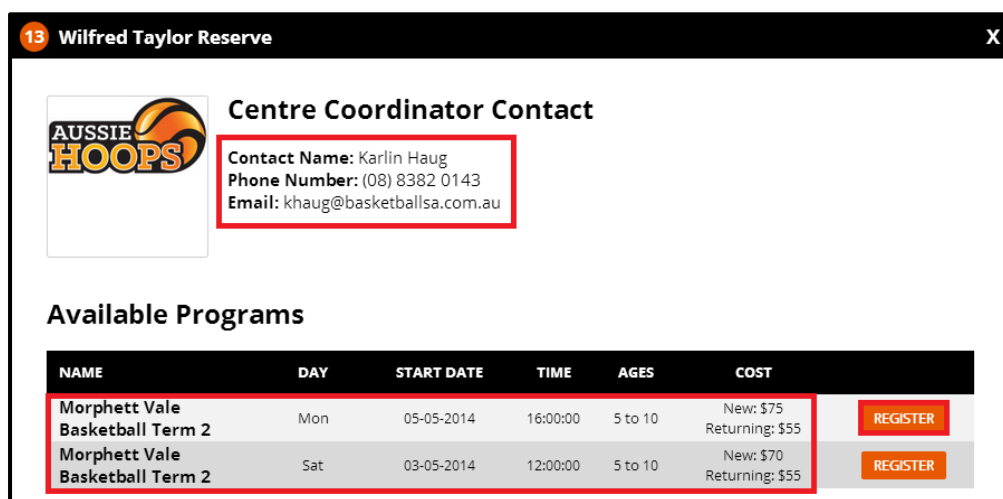 13 Wilfred Taylor Reserve X
AUSSIE
HOOPS
Centre Coordinator Contact
Contact Name: Karlin Haug
Phone Number: (08) 8382 0143
Email: khaug@basketballsa.com.au
Available Programs
NAME DAY START DATE TIME AGES COST
Morphett Vale
Basketball Term 2 Mon 05-05-2014 16:00:00 5 to 10 New: $75
Returning: $55 REGISTER
Morphett Vale
Basketball Term 2 Sat 03-05-2014 12:00:00 5 to 10 New: $70
Returning: $55 REGISTER